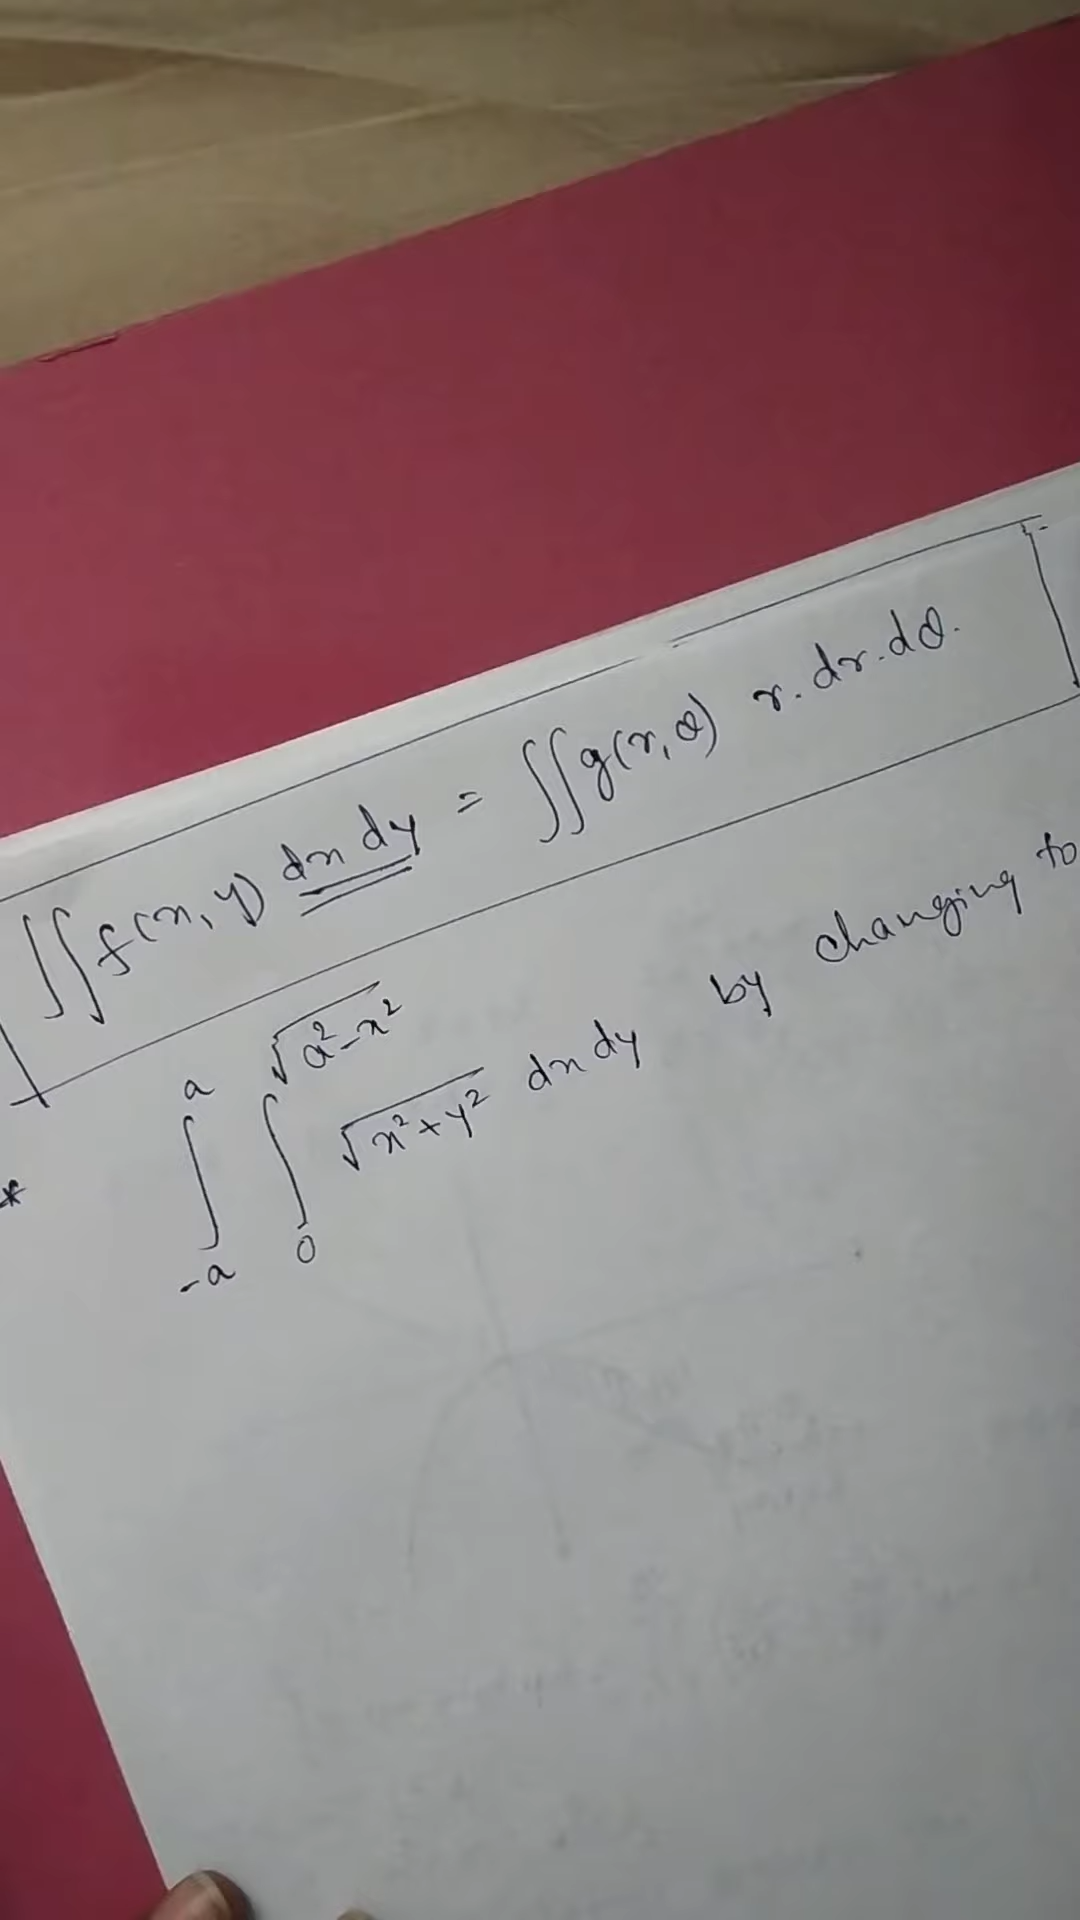 ∬f(x,y) dx dy = ∬g(r,θ) r.dr.dθ.
* ∫_{-a}^{a} ∫_{0}^{√(a²-x²)} √(x²+y²) dx dy by changing to